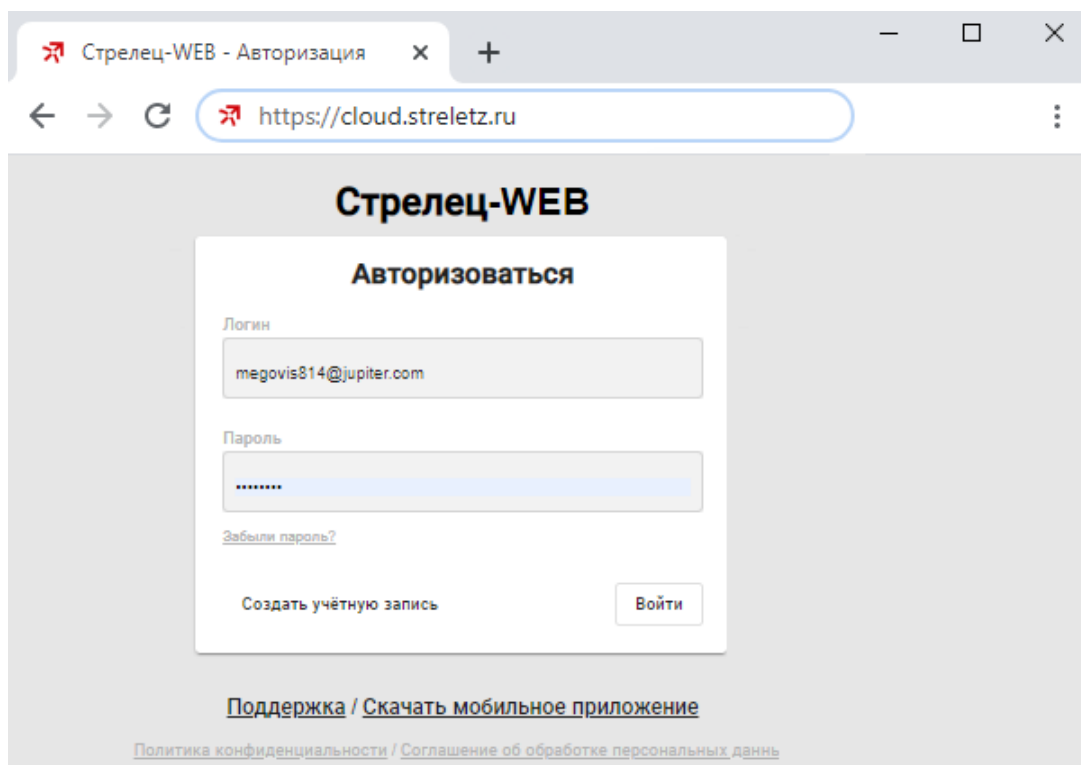 Стрелец-WEB - Авторизация
https://cloud.streletz.ru
Стрелец-WEB
Авторизоваться
Логин
megovis814@jupiter.com
Пароль
••••••••
Забыли пароль?
Создать учётную запись Войти
Поддержка / Скачать мобильное приложение
Политика конфиденциальности / Соглашение об обработке персональных даннь